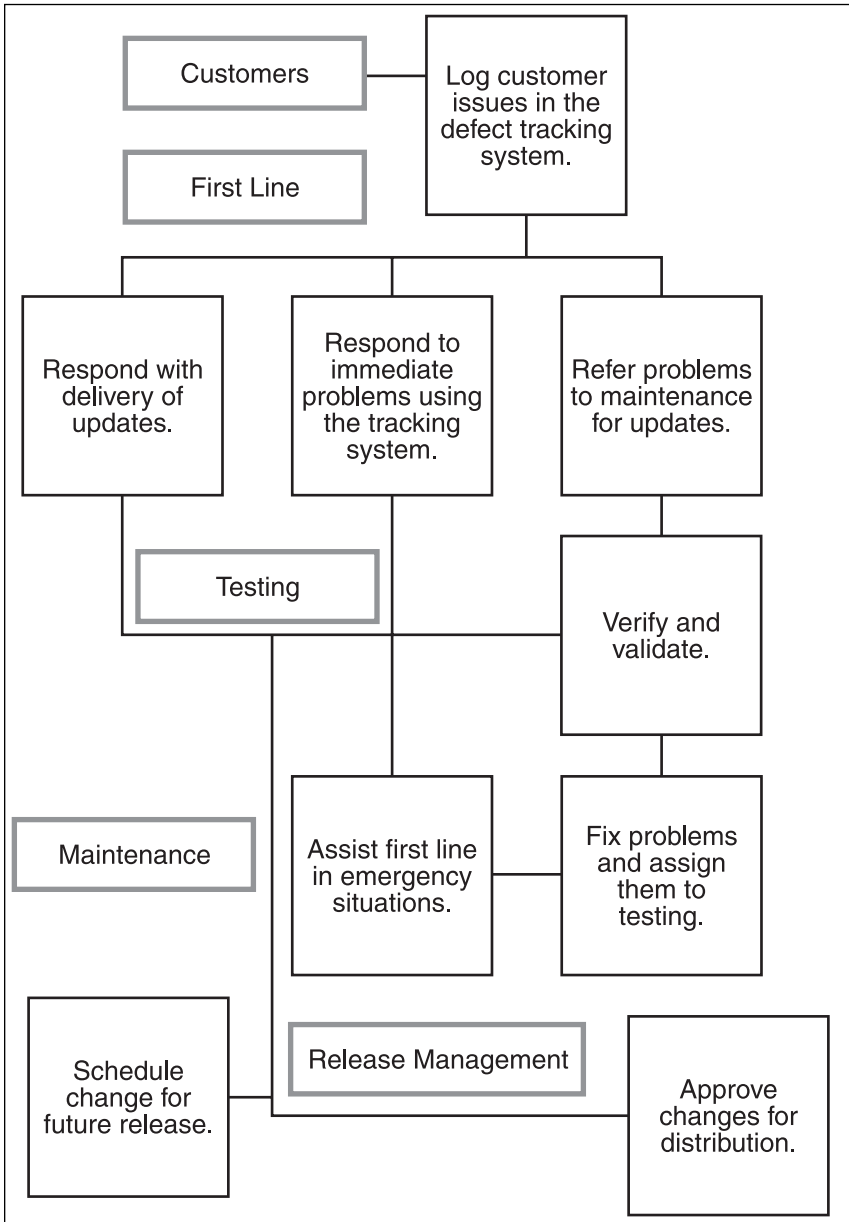 Customers
Log customer
issues in the
defect tracking
system.
First Line
Respond with
delivery of
updates.
Respond to
immediate
problems using
the tracking
system.
Refer problems
to maintenance
for updates.
Testing
Verify and
validate.
Maintenance
Assist first line
in emergency
situations.
Fix problems
and assign
them to
testing.
Schedule
change for
future release.
Release Management
Approve
changes for
distribution.